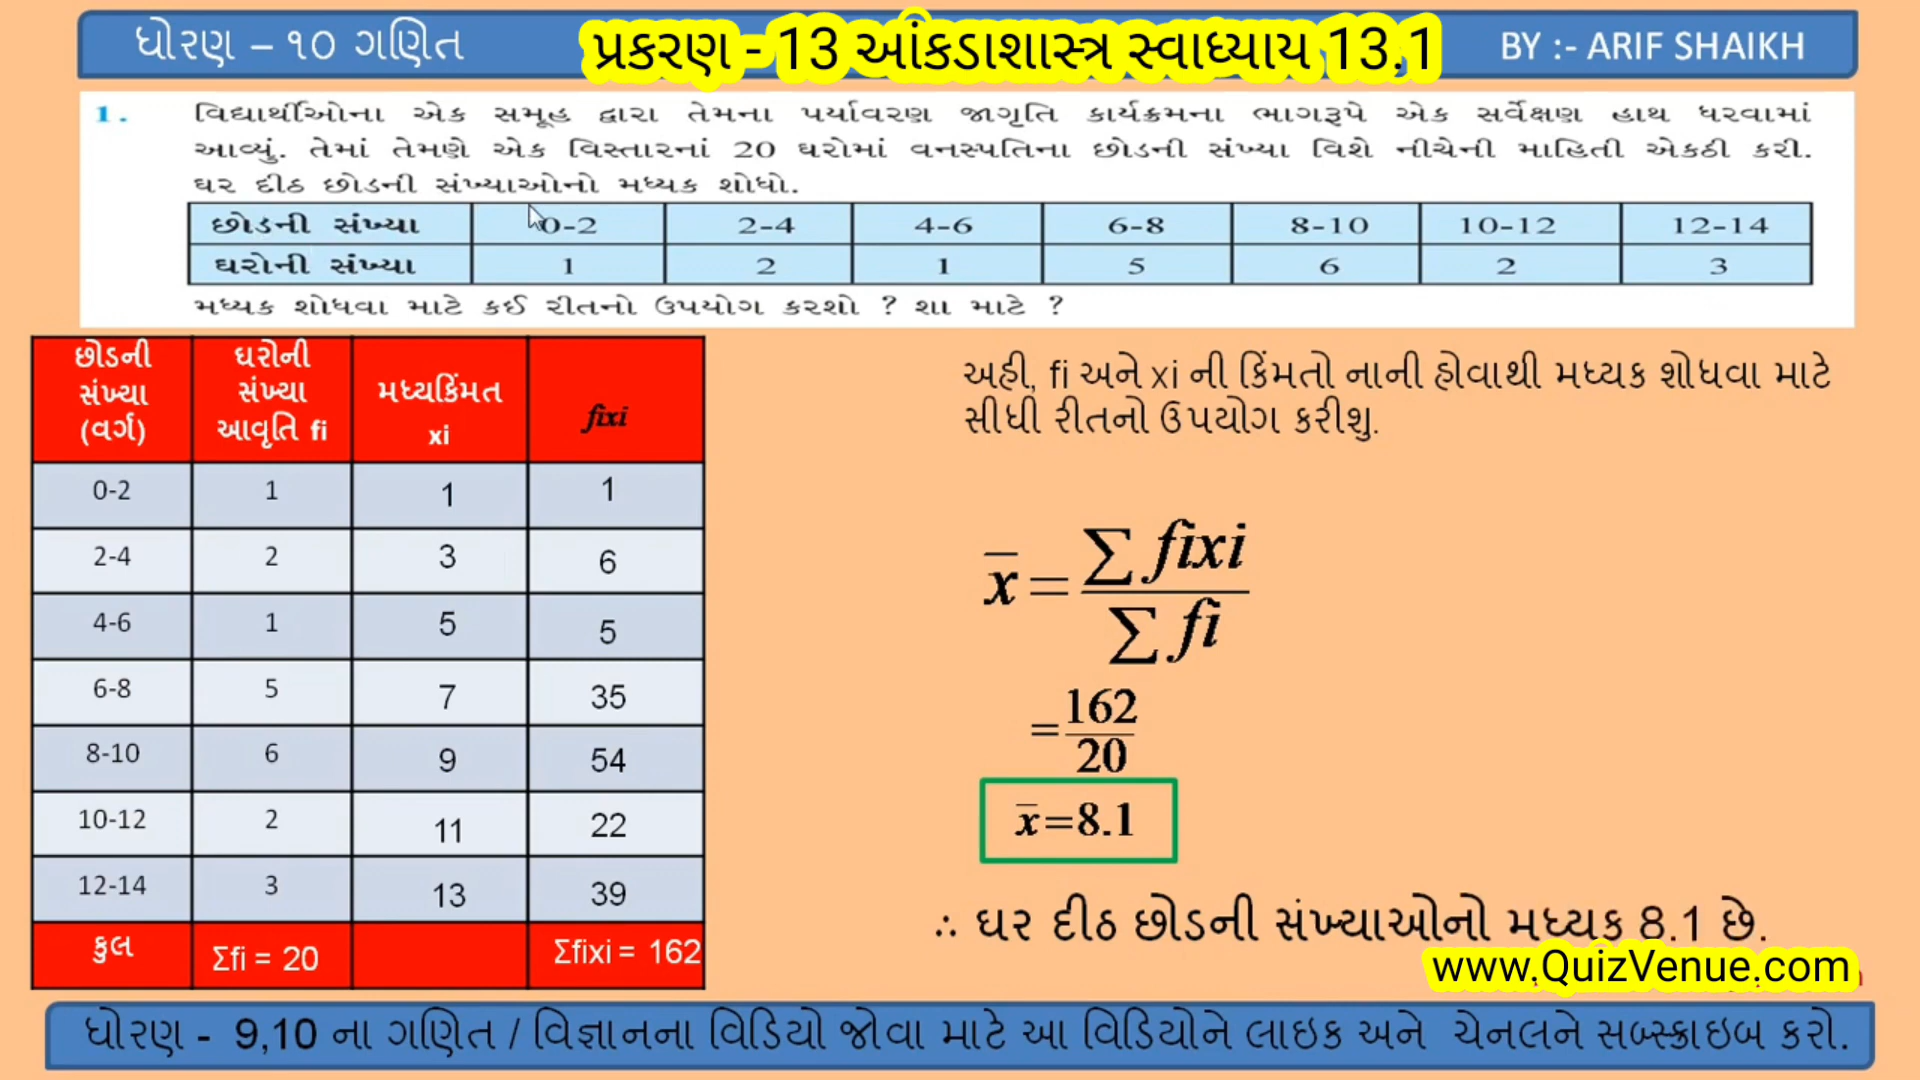 ધોરણ – ૧૦ ગણિત
પ્રકરણ - 13 આંકડાશાસ્ત્ર સ્વાધ્યાય 13.1
BY :- ARIF SHAIKH
1. વિદ્યાર્થીઓના એક સમૂહ દ્વારા તેમના પર્યાવરણ જાગૃતિ કાર્યક્રમના ભાગરૂપે એક સર્વેક્ષણ હાથ ધરવામાં
આવ્યું. તેમાં તેમણે એક વિસ્તારનાં 20 ઘરોમાં વનસ્પતિના છોડની સંખ્યા વિશે નીચેની માહિતી એકઠી કરી.
ઘર દીઠ છોડની સંખ્યાઓનો મધ્યક શોધો.
છોડની સંખ્યા 0-2 2-4 4-6 6-8 8-10 10-12 12-14
ઘરોની સંખ્યા 1 2 1 5 6 2 3
મધ્યક શોધવા માટે કઈ રીતનો ઉપયોગ કરશો ? શા માટે ?
છોડની
સંખ્યા
(વર્ગ)
ઘરોની
સંખ્યા
આવૃતિ fi
મધ્યકિંમત
xi
fixi
0-2 1 1 1
2-4 2 3 6
4-6 1 5 5
6-8 5 7 35
8-10 6 9 54
10-12 2 11 22
12-14 3 13 39
કુલ Σfi = 20 Σfixi = 162
અહી, fi અને xi ની કિંમતો નાની હોવાથી મધ્યક શોધવા માટે
સીધી રીતનો ઉપયોગ કરીશુ.
x̄ = ∑ fixi / ∑ fi
= 162 / 20
x̄ = 8.1
∴ ઘર દીઠ છોડની સંખ્યાઓનો મધ્યક 8.1 છે.
www.QuizVenue.com
ધોરણ - 9,10 ના ગણિત / વિજ્ઞાનના વિડિયો જોવા માટે આ વિડિયોને લાઇક અને ચેનલને સબ્સ્ક્રાઇબ કરો.